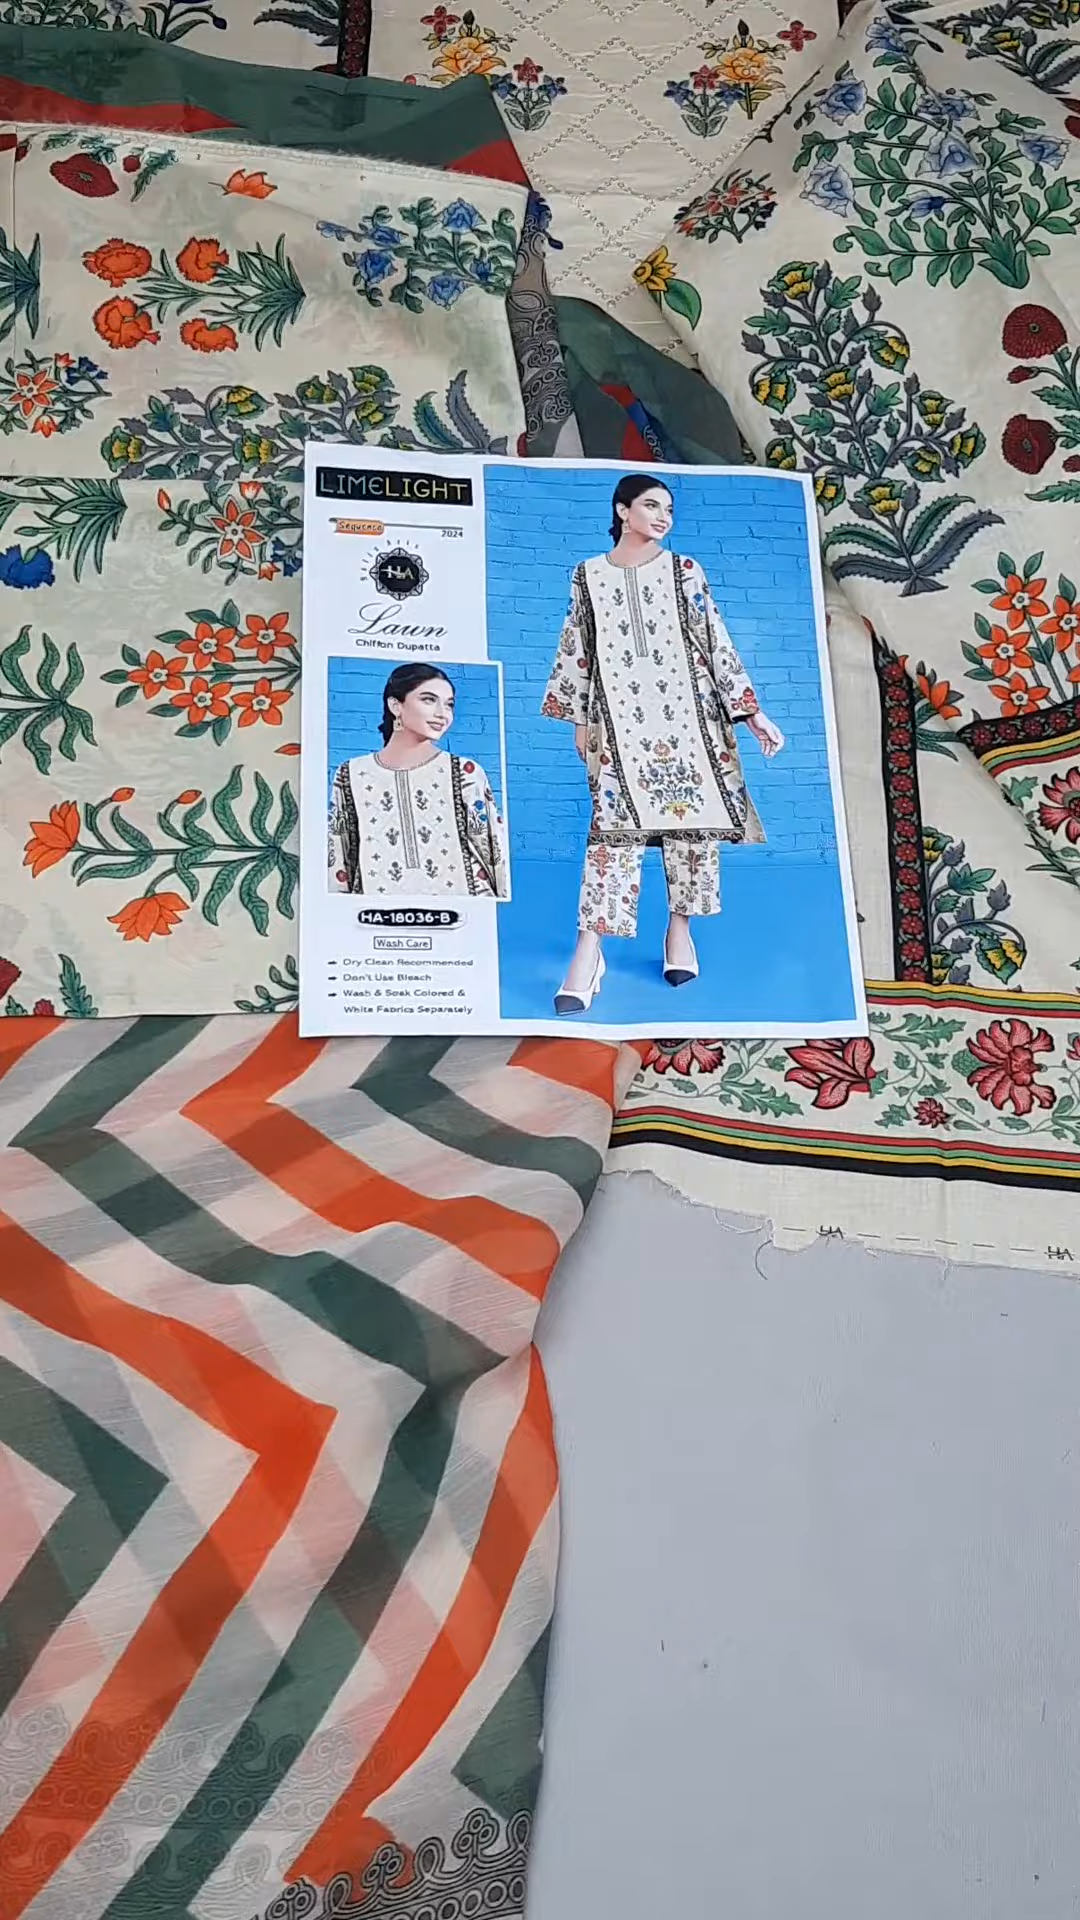 LIMELIGHT
Sequence
2024
HA
Lawn
Chiffon Dupatta
HA-18036-B
Wash Care
Dry Clean Recommended
Don't Use Bleach
Wash & Soak Colored &
White Fabrics Separately
HA
HA